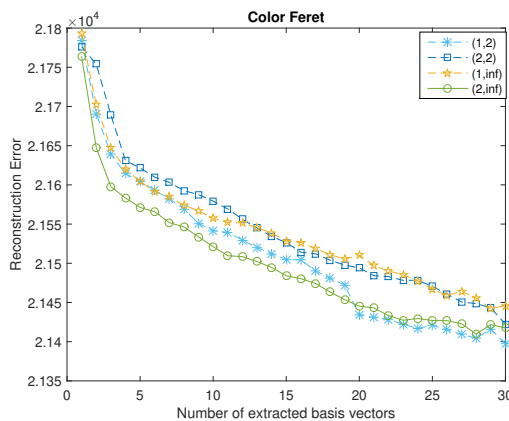 Color Feret
×10⁴
2.18
2.175
2.17
2.165
2.16
2.155
2.15
2.145
2.14
2.135
Reconstruction Error
0 5 10 15 20 25 30
Number of extracted basis vectors
(1,2)
(2,2)
(1,inf)
(2,inf)